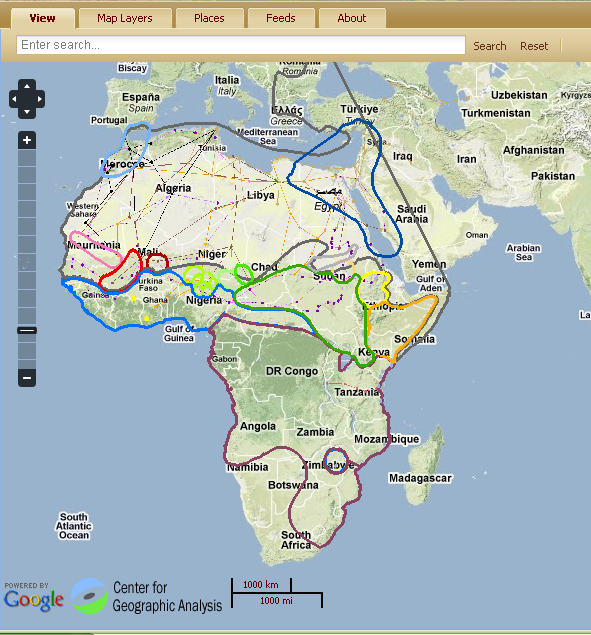 View
Map Layers
Places
Feeds
About
Enter search...
Search
Reset
Biscay
Romania
Romania
Italia
Italy
España
Spain
Portugal
Ελλάς
Greece
Türkiye
Turkey
Uzbekistan
Kyrgyzs
Turkmenistan
Mediterranean
Sea
Tunisia
Syria
Iraq
Iran
Afghanistan
Pakistan
Morocco
Algeria
Libya
Egypt
Western
Sahara
Saudi
Arabia
Oman
Arabian
Sea
Mauritania
Mali
Niger
Chad
Sudan
Yemen
Gulf of
Aden
Burkina
Faso
Guinea
Ghana
Nigeria
Ethiopia
Somalia
Gulf of
Guinea
Gabon
Kenya
DR Congo
Tanzania
La
Angola
Zambia
Mozambique
Namibia
Zimbabwe
Botswana
Madagascar
South
Atlantic
Ocean
South
Africa
POWERED BY
Google
Center for
Geographic Analysis
1000 km
1000 mi